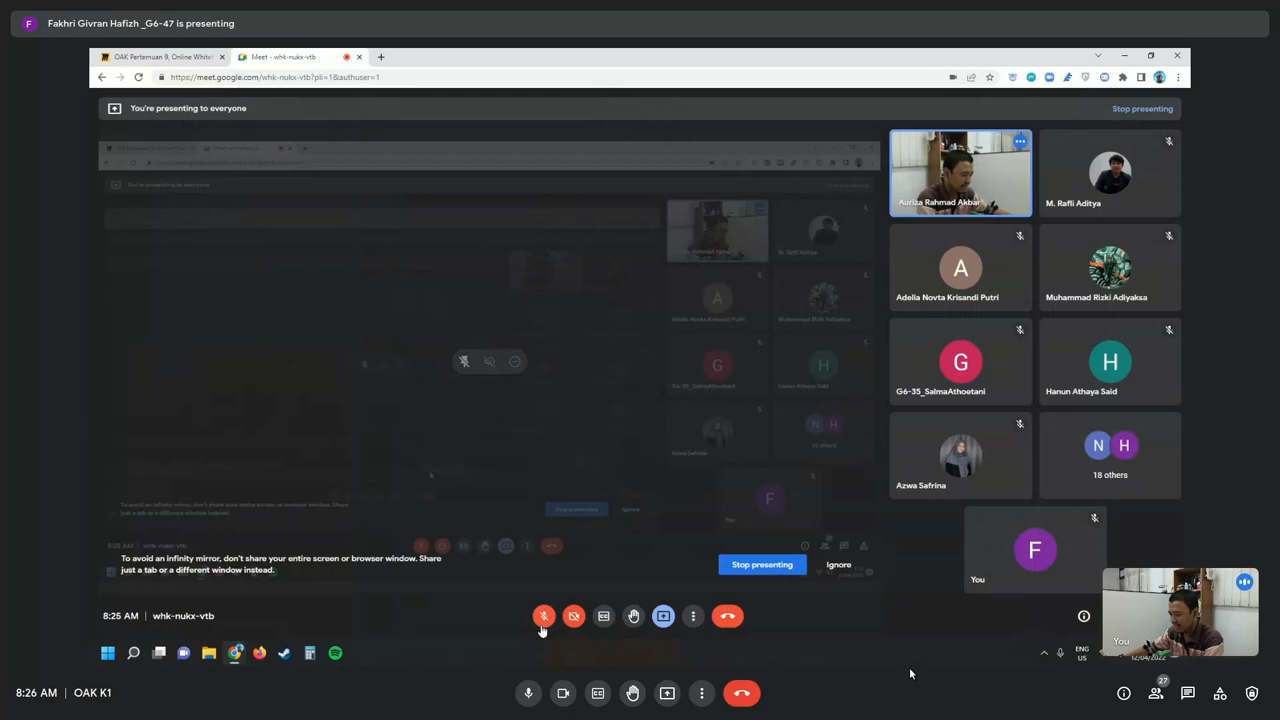 F
Fakhri Givran Hafizh _G6-47 is presenting
OAK Pertemuan 9, Online White
Meet - whk-nukx-vtb
https://meet.google.com/whk-nukx-vtb?pli=1&authuser=1
You're presenting to everyone
Stop presenting
Auriza Rahmad Akbar
M. Rafli Aditya
A
Adelia Novta Krisandi Putri
Muhammad Rizki Adiyaksa
G
G6-35_SalmaAthoetani
H
Hanun Athaya Said
Azwa Safrina
N H
18 others
F
You
To avoid an infinity mirror, don't share your entire screen or browser window. Share
just a tab or a different window instead.
Stop presenting
Ignore
8:25 AM
whk-nukx-vtb
You
ENG
US
12/04/2022
8:26 AM
OAK K1
27